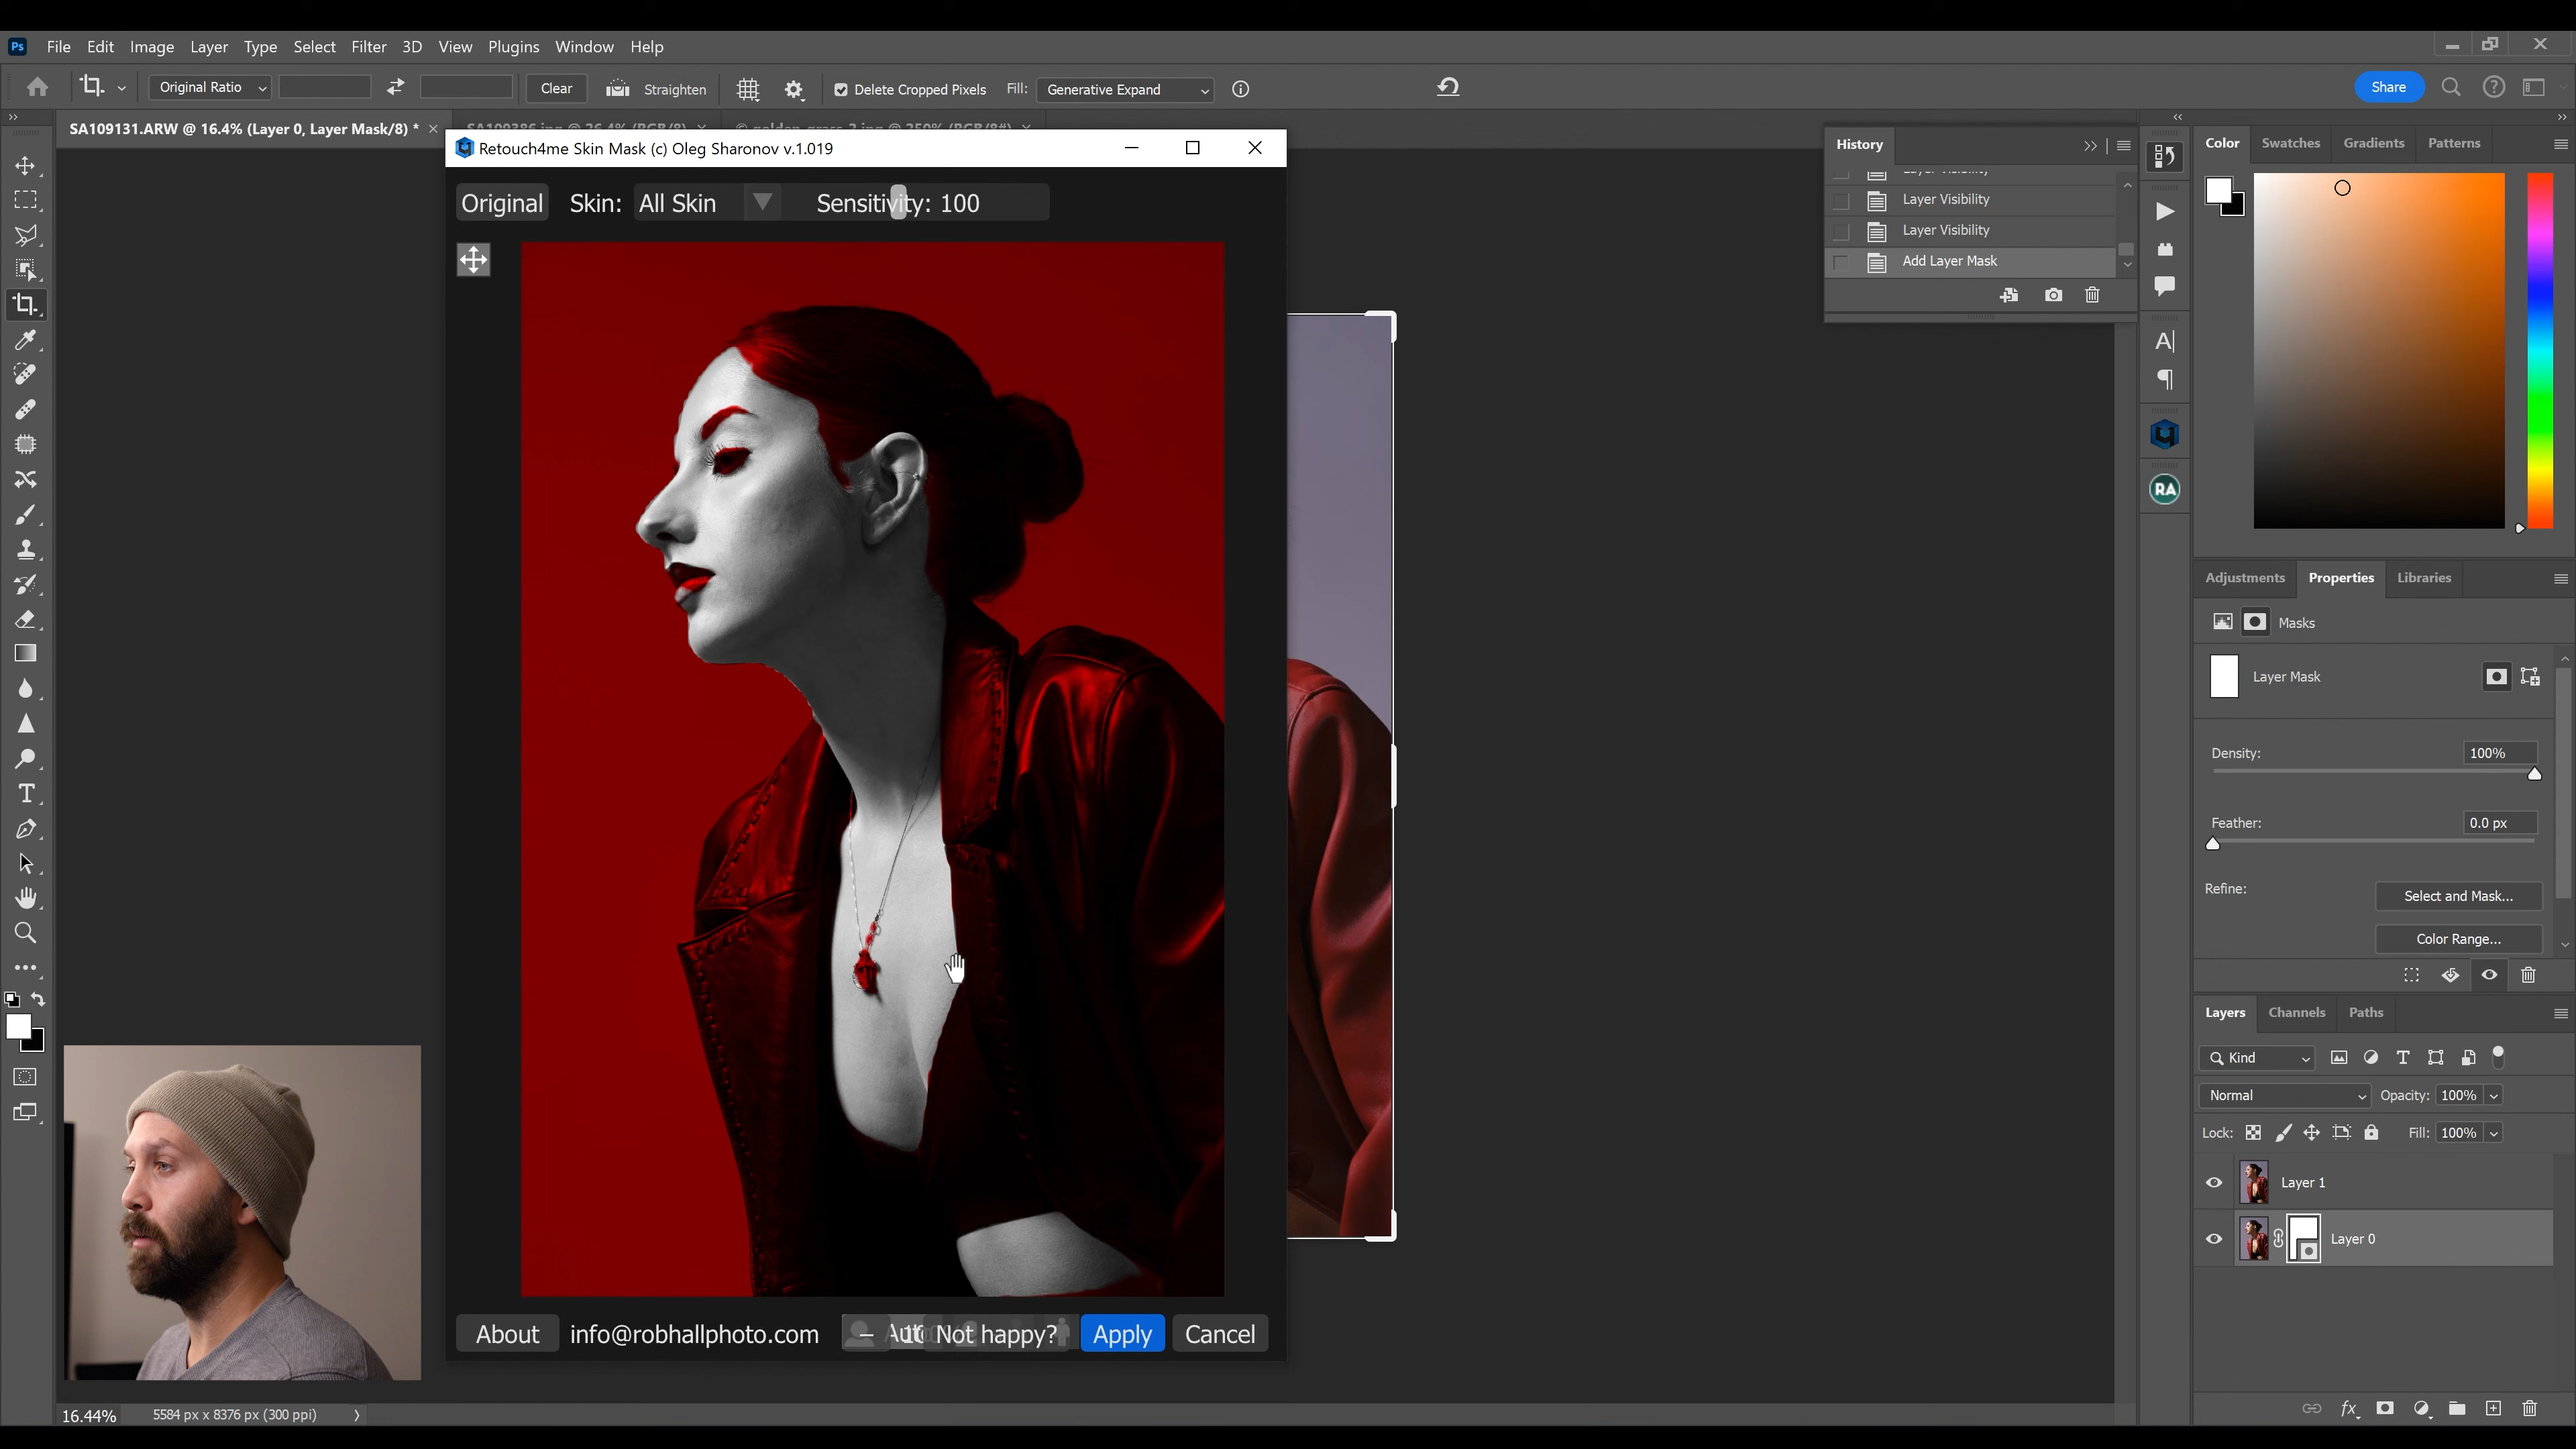 Ps File Edit Image Layer Type Select Filter 3D View Plugins Window Help
Original Ratio Clear Straighten Delete Cropped Pixels Fill: Generative Expand Share
SA109131.ARW @ 16.4% (Layer 0, Layer Mask/8) *
Retouch4me Skin Mask (c) Oleg Sharonov v.1.019
Original Skin: All Skin Sensitivity: 100
About info@robhallphoto.com Not happy? Apply Cancel
16.44% 5584 px x 8376 px (300 ppi)
History
Layer Visibility
Layer Visibility
Layer Visibility
Add Layer Mask
A
RA
Color Swatches Gradients Patterns
Adjustments Properties Libraries
Masks
Layer Mask
Density: 100%
Feather: 0.0 px
Refine: Select and Mask...
Color Range...
Layers Channels Paths
Kind
Normal Opacity: 100%
Lock: Fill: 100%
Layer 1
Layer 0
fx